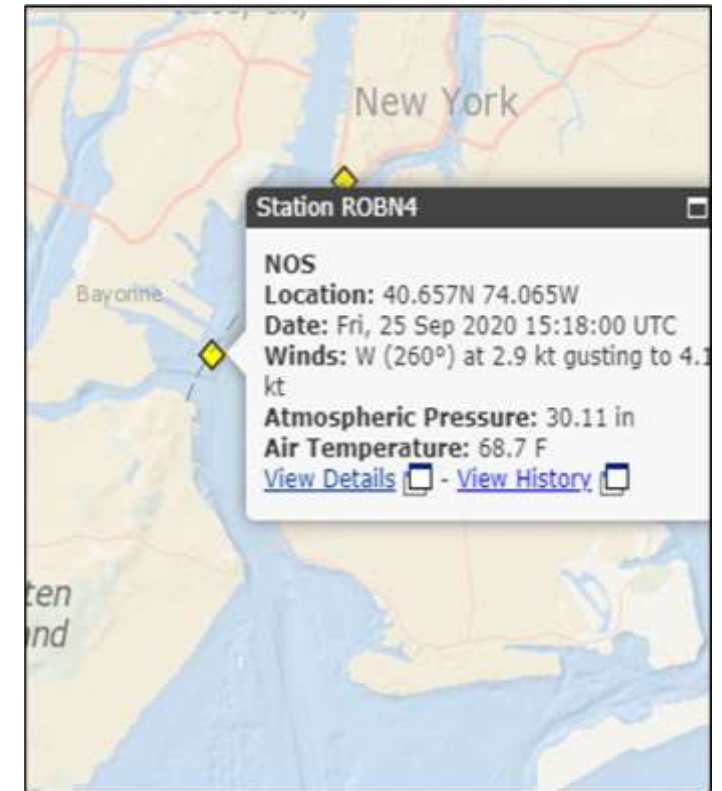 New York
Station ROBN4
NOS
Location: 40.657N 74.065W
Bayonne
Date: Fri, 25 Sep 2020 15:18:00 UTC
Winds: W (260°) at 2.9 kt gusting to 4.1
kt
Atmospheric Pressure: 30.11 in
Air Temperature: 68.7 F
View Details - View History
ten
nd